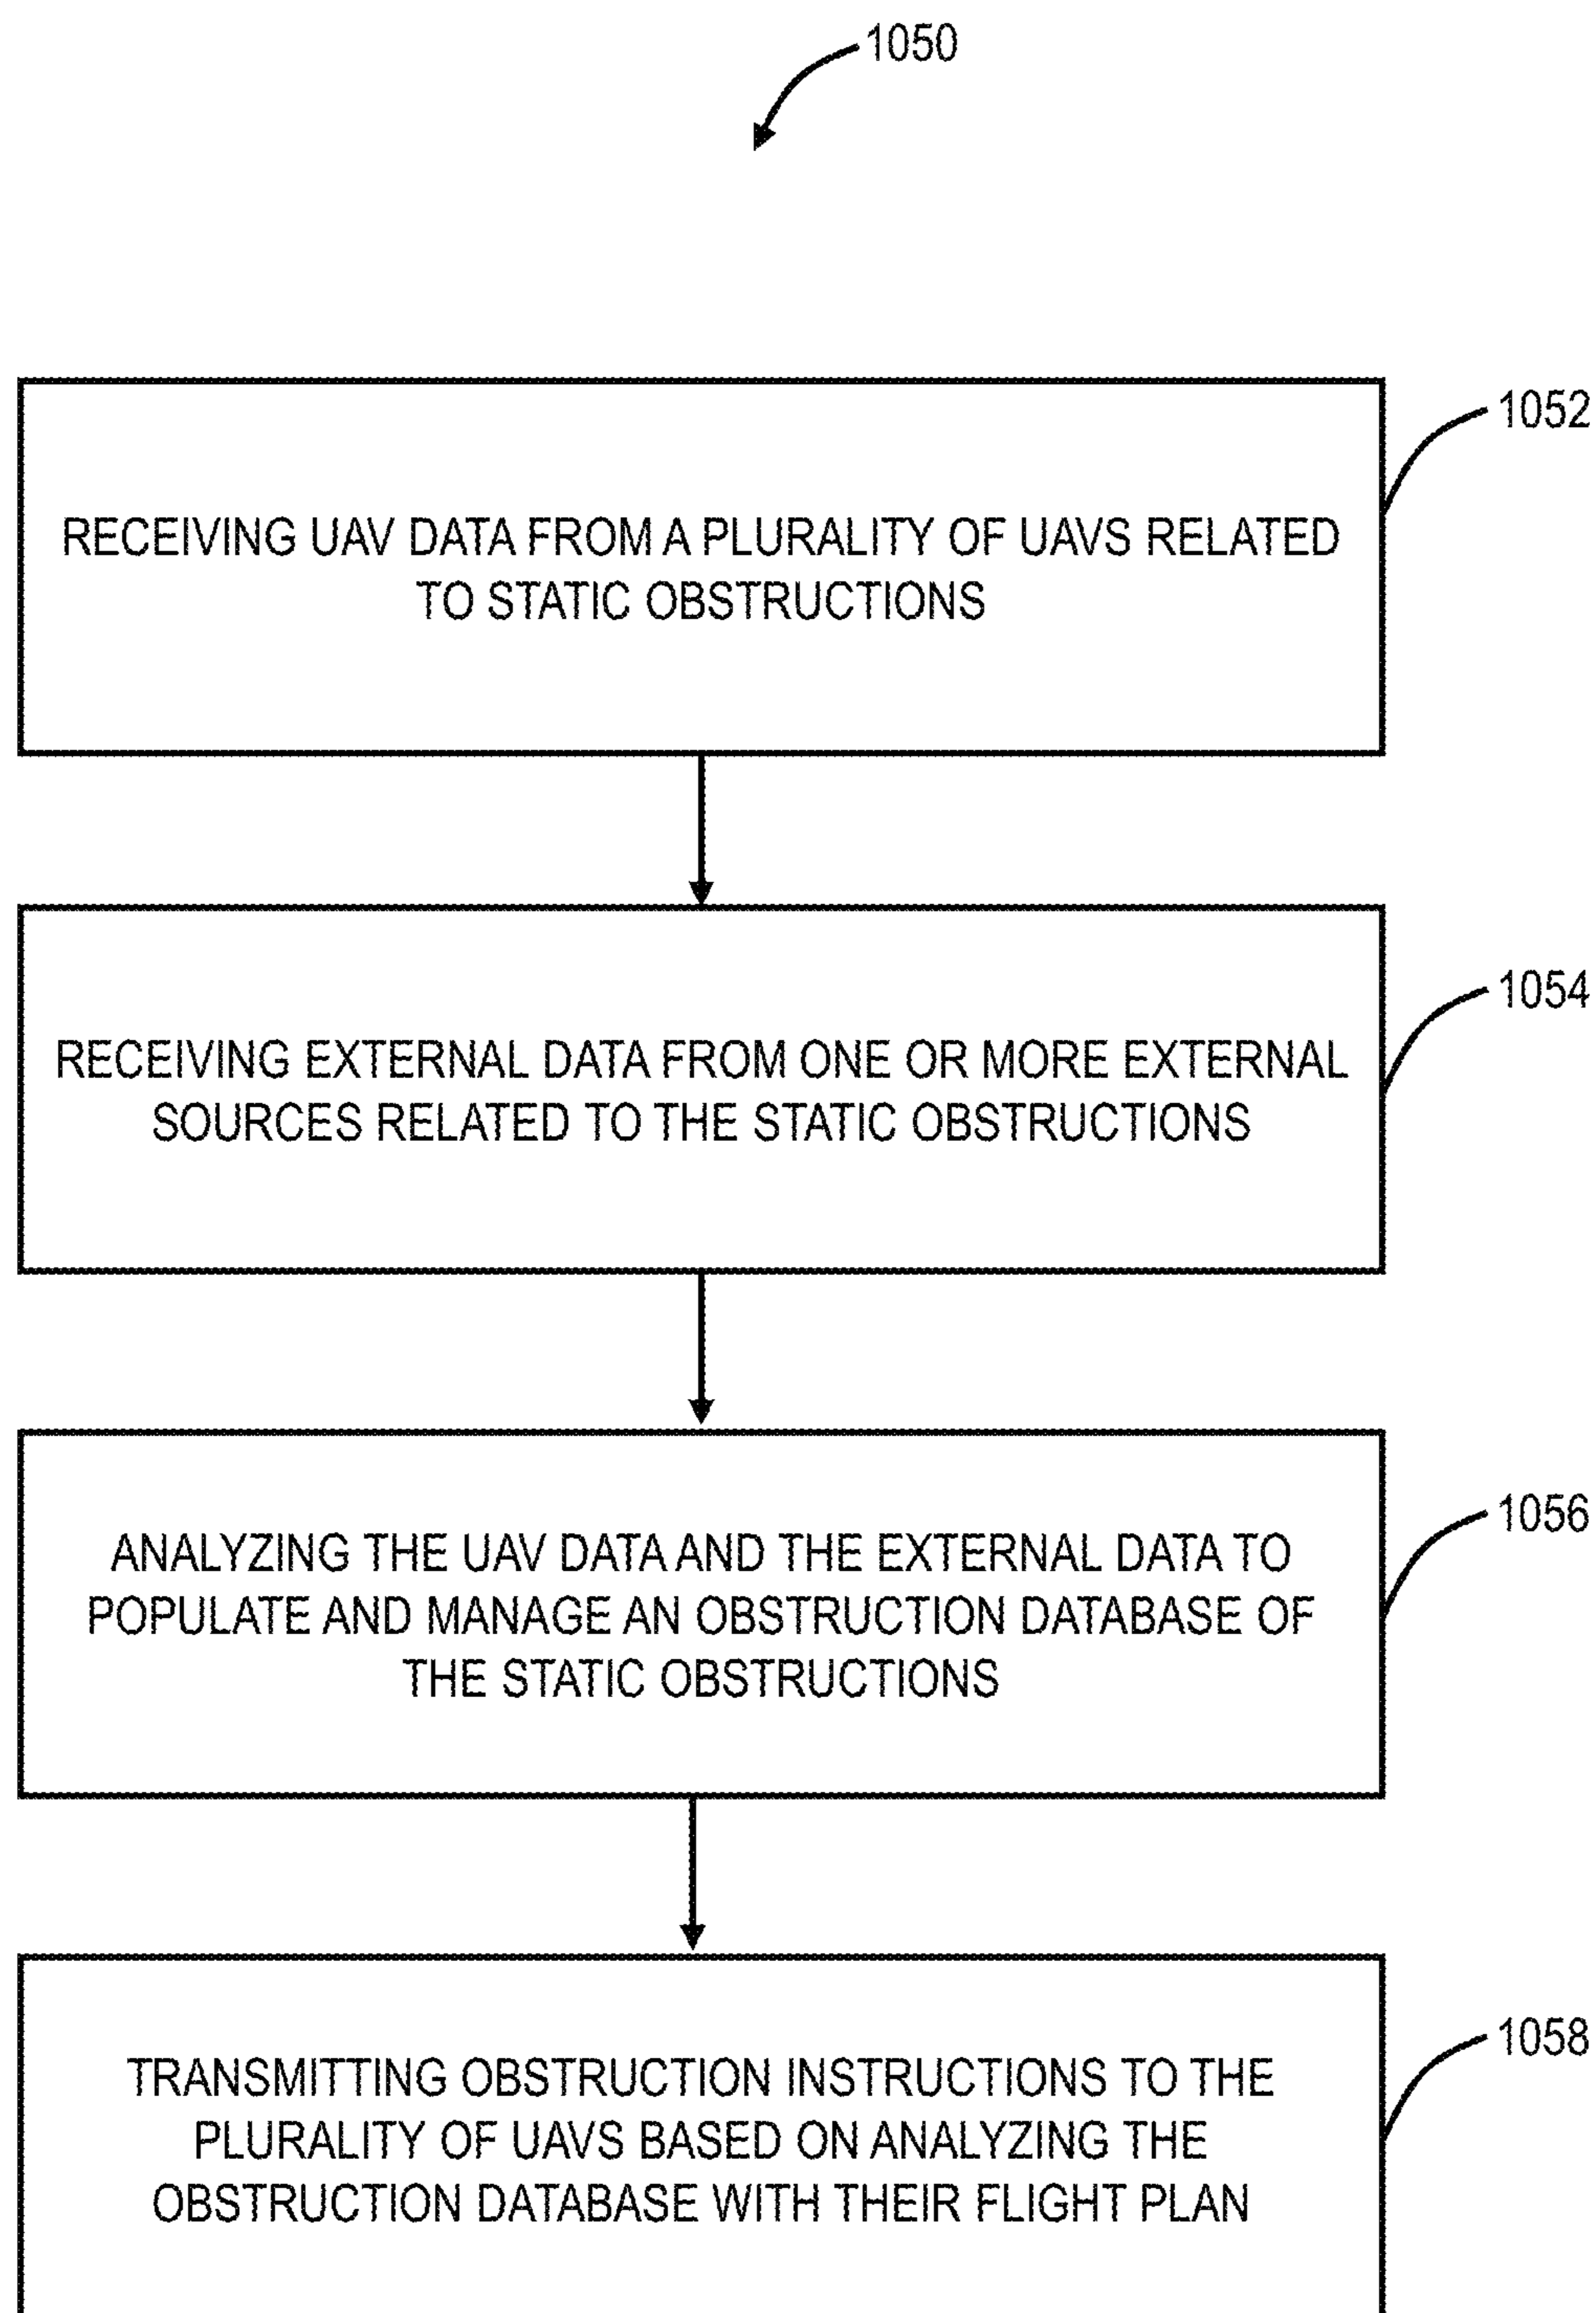 1050
1052
RECEIVING UAV DATA FROM A PLURALITY OF UAVS RELATED
TO STATIC OBSTRUCTIONS
1054
RECEIVING EXTERNAL DATA FROM ONE OR MORE EXTERNAL
SOURCES RELATED TO THE STATIC OBSTRUCTIONS
1056
ANALYZING THE UAV DATA AND THE EXTERNAL DATA TO
POPULATE AND MANAGE AN OBSTRUCTION DATABASE OF
THE STATIC OBSTRUCTIONS
1058
TRANSMITTING OBSTRUCTION INSTRUCTIONS TO THE
PLURALITY OF UAVS BASED ON ANALYZING THE
OBSTRUCTION DATABASE WITH THEIR FLIGHT PLAN